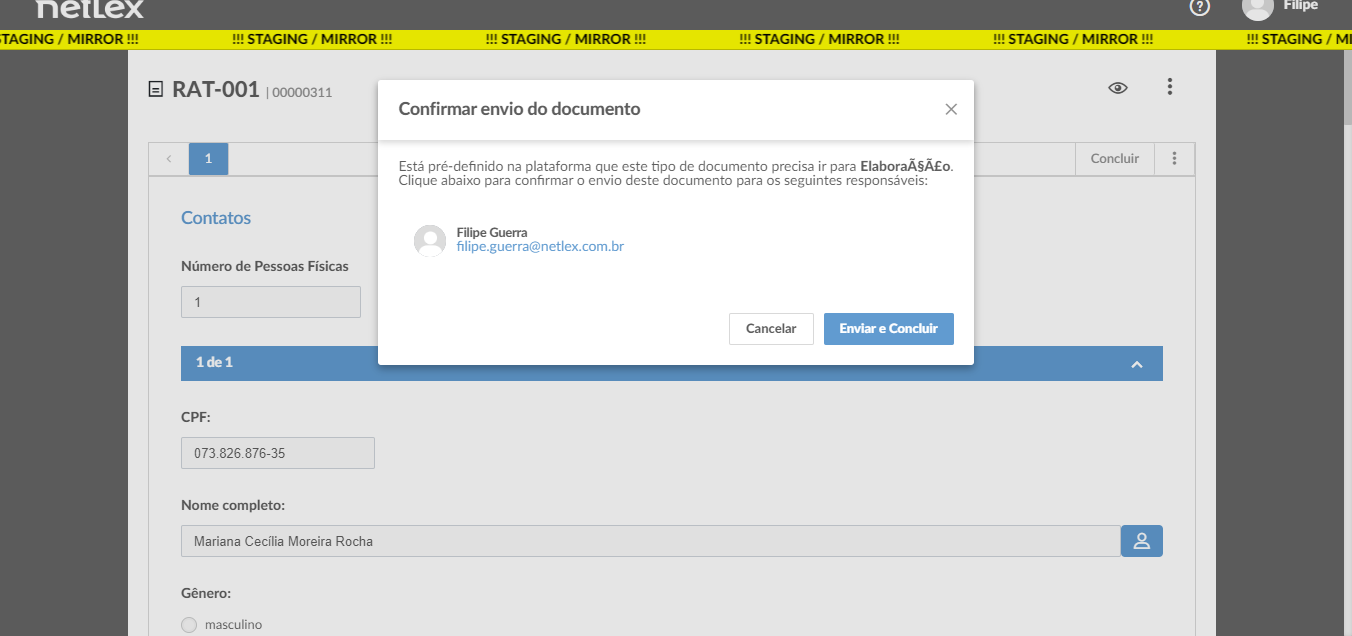 netlex
?
Filipe
STAGING / MIRROR !!! !!! STAGING / MIRROR !!! !!! STAGING / MIRROR !!! !!! STAGING / MIRROR !!! !!! STAGING / MIRROR !!! !!! STAGING / MI
RAT-001 | 00000311
Confirmar envio do documento
1
Concluir
Está pré-definido na plataforma que este tipo de documento precisa ir para ElaboraÃ§Ã£o.
Clique abaixo para confirmar o envio deste documento para os seguintes responsáveis:
Filipe Guerra
filipe.guerra@netlex.com.br
Cancelar
Enviar e Concluir
Contatos
Número de Pessoas Físicas
1
1 de 1
CPF:
073.826.876-35
Nome completo:
Mariana Cecília Moreira Rocha
Gênero:
masculino